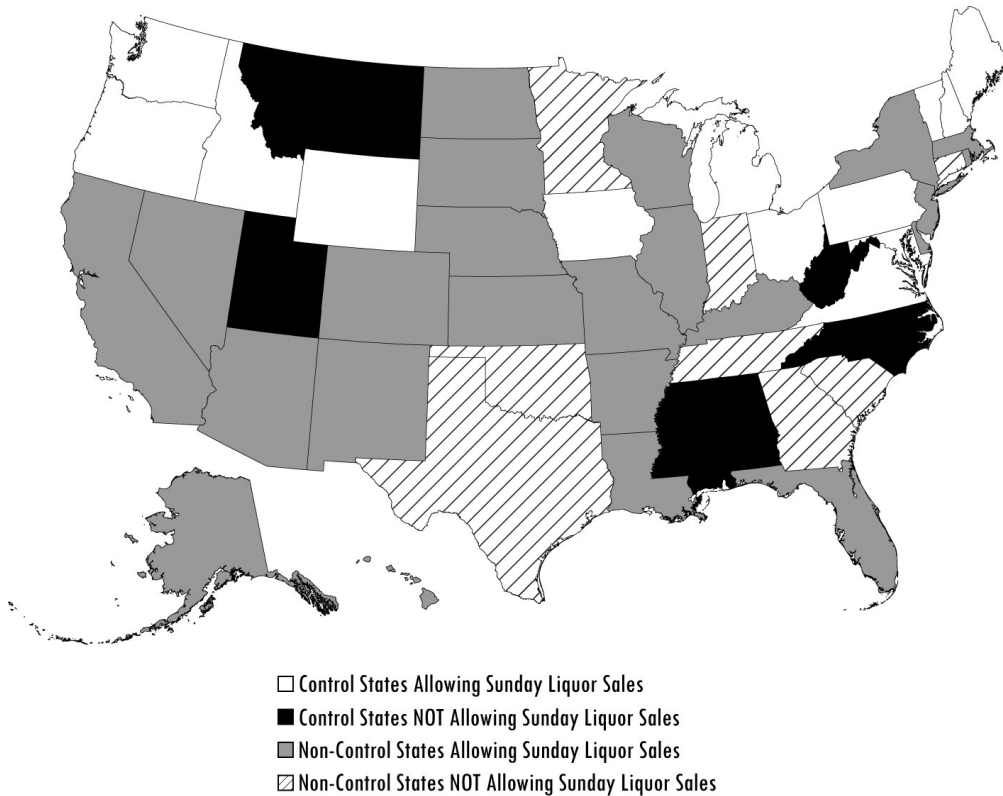 Control States Allowing Sunday Liquor Sales
Control States NOT Allowing Sunday Liquor Sales
Non-Control States Allowing Sunday Liquor Sales
Non-Control States NOT Allowing Sunday Liquor Sales